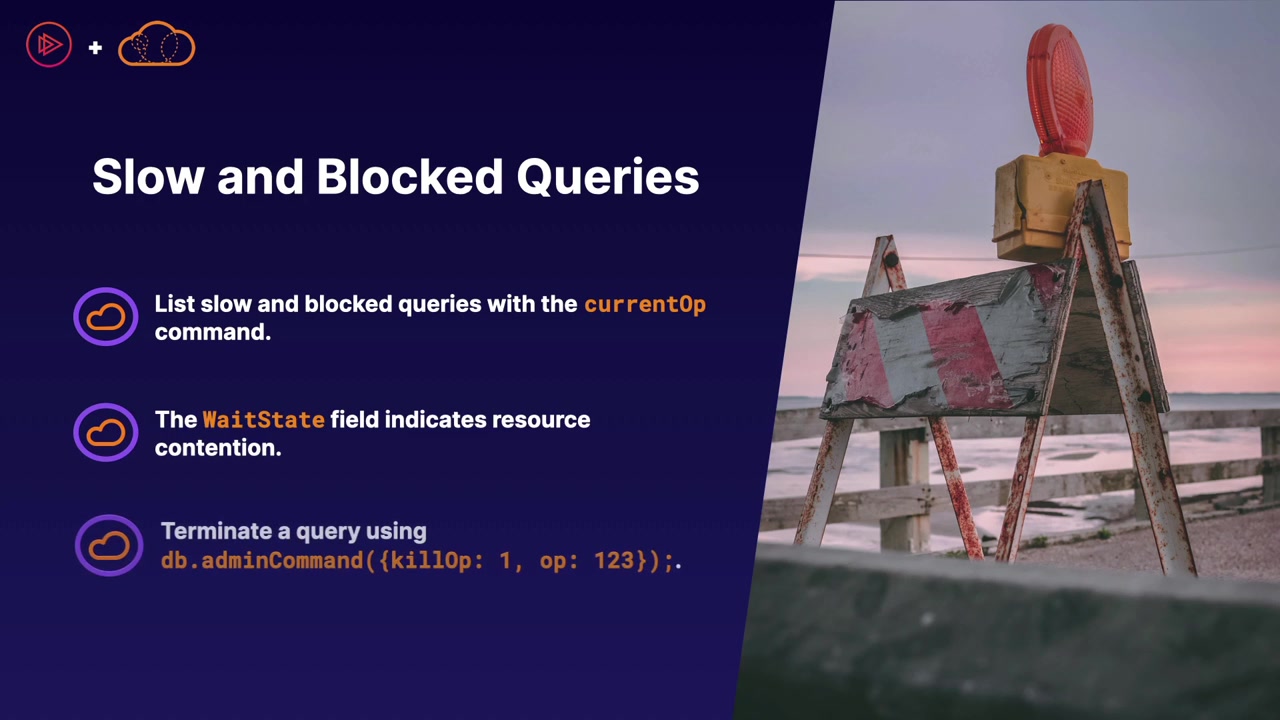 +
Slow and Blocked Queries
List slow and blocked queries with the currentOp
command.
The WaitState field indicates resource
contention.
Terminate a query using
db.adminCommand({killOp: 1, op: 123});.